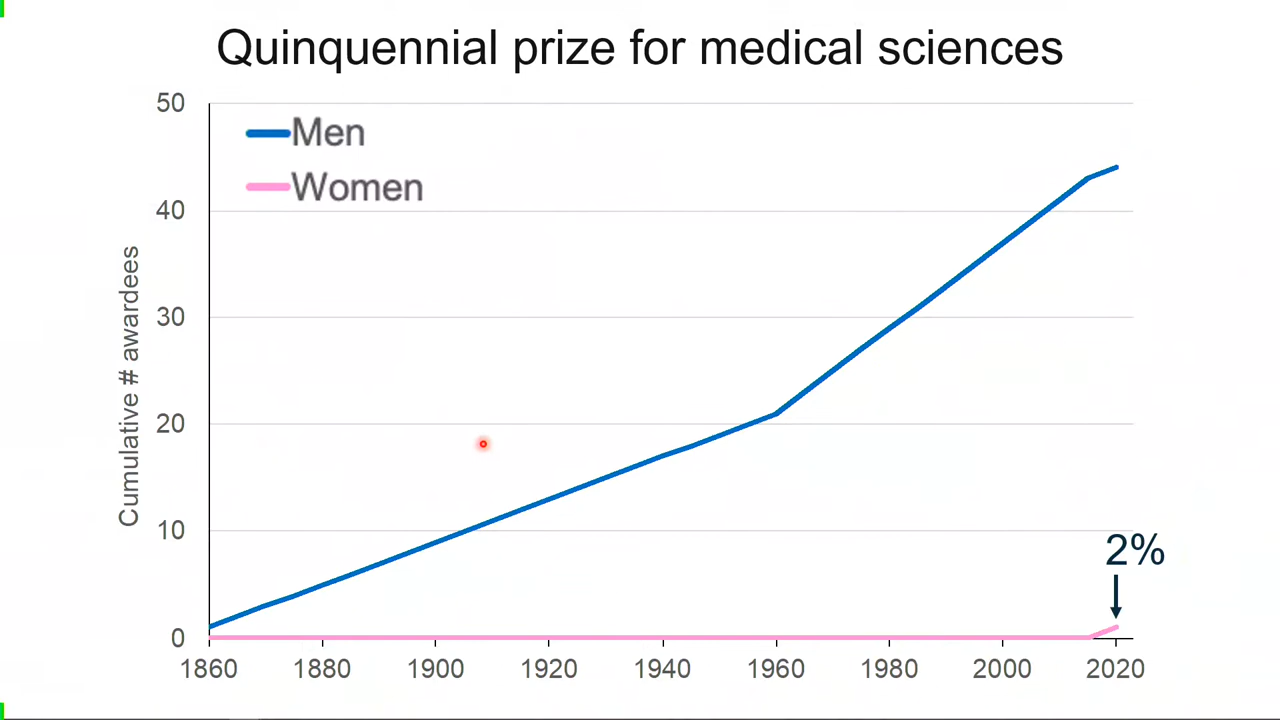 Quinquennial prize for medical sciences
50
Men
Women
40
30
20
10
0
Cumulative # awardees
2%
1860 1880 1900 1920 1940 1960 1980 2000 2020